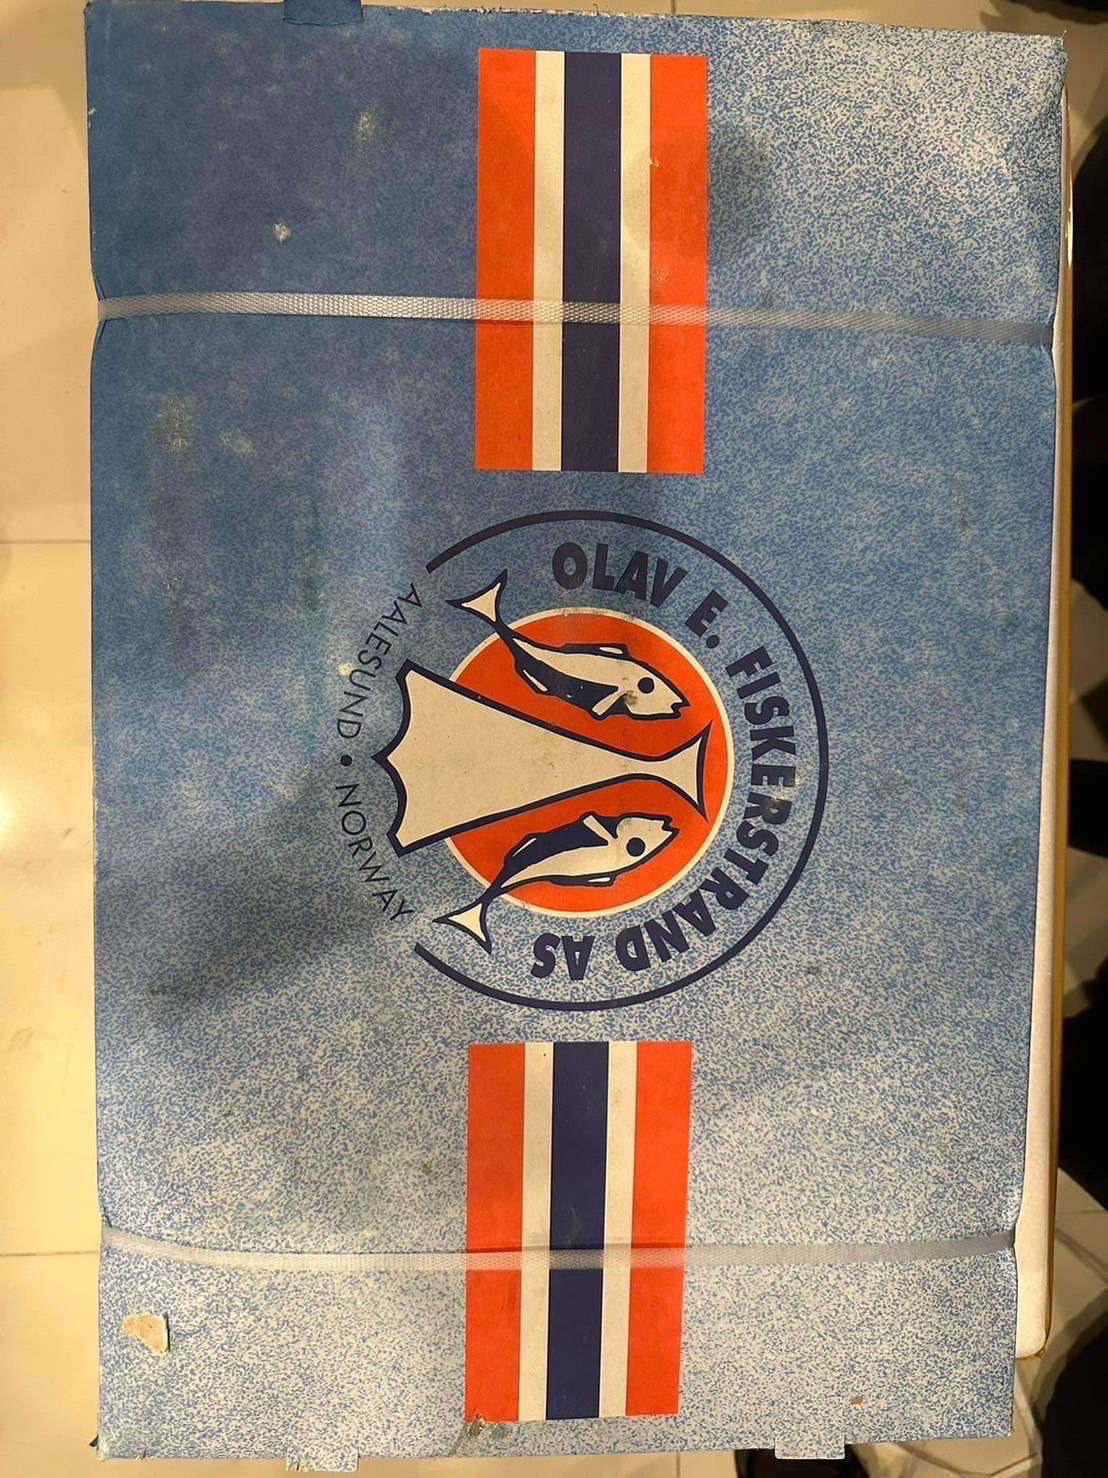 OLAV E. FISKERSTRAND AS
AALESUND • NORWAY